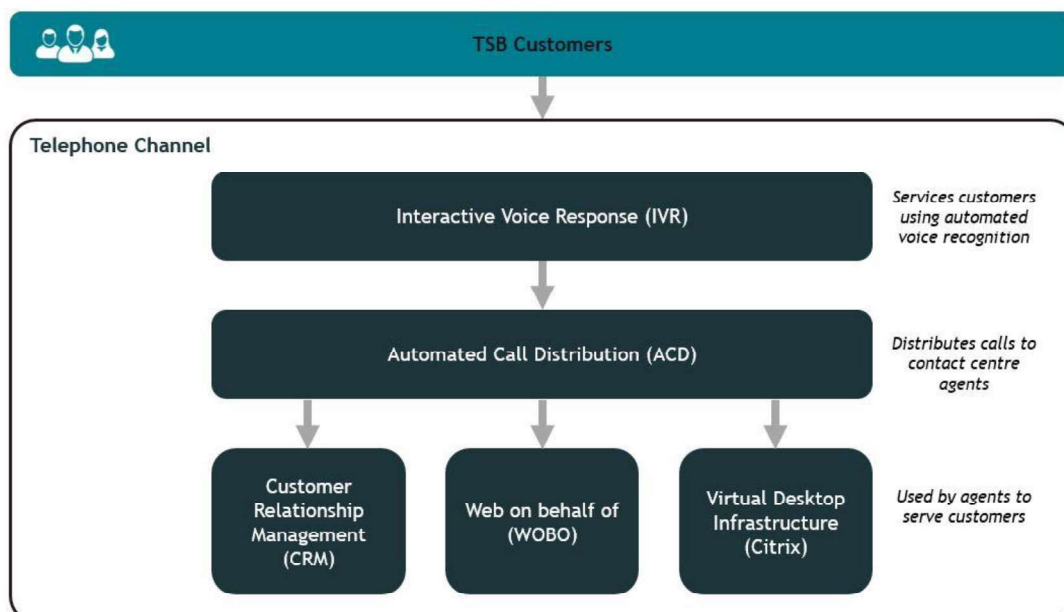 TSB Customers
Telephone Channel
Interactive Voice Response (IVR)
Services customers
using automated
voice recognition
Automated Call Distribution (ACD)
Distributes calls to
contact centre
agents
Customer
Relationship
Management
(CRM)
Web on behalf of
(WOBO)
Virtual Desktop
Infrastructure
(Citrix)
Used by agents to
serve customers